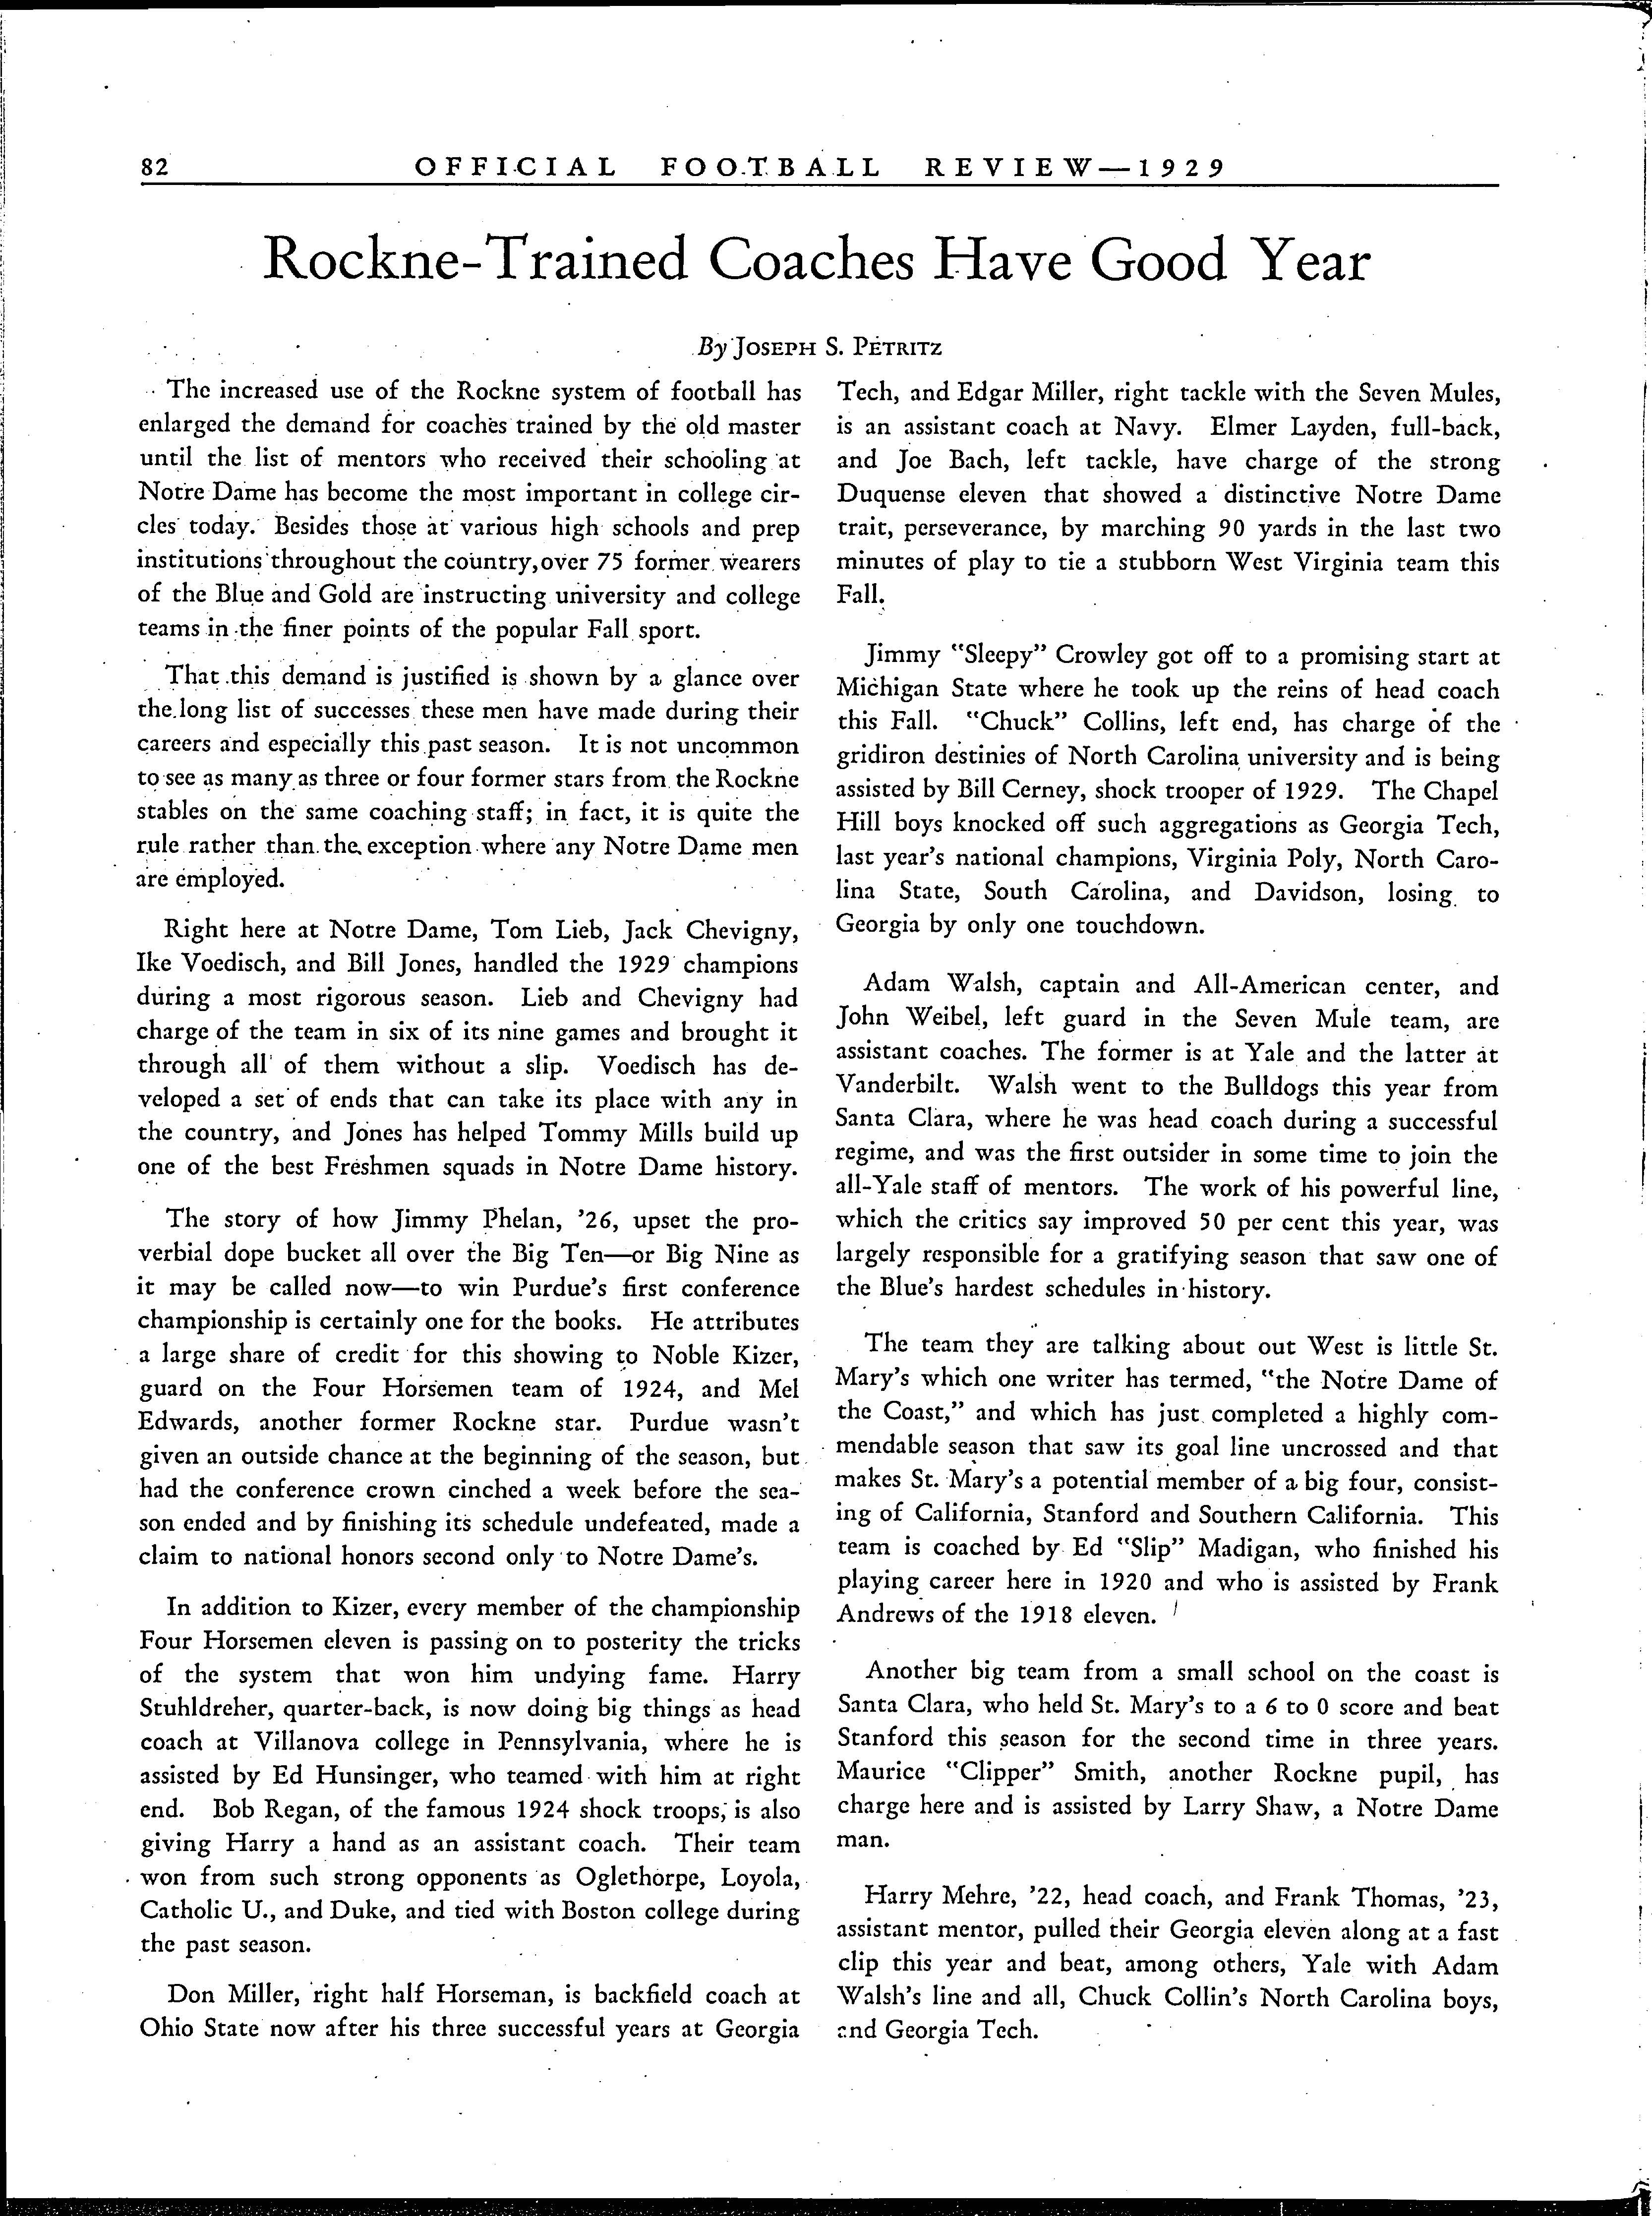 82
OFFICIAL FOOTBALL REVIEW—1929
Rockne-Trained Coaches Have Good Year
By JOSEPH S. PETRITZ
The increased use of the Rockne system of football has
enlarged the demand for coaches trained by the old master
until the list of mentors who received their schooling at
Notre Dame has become the most important in college cir-
cles today. Besides those at various high schools and prep
institutions throughout the country, over 75 former wearers
of the Blue and Gold are instructing university and college
teams in the finer points of the popular Fall sport.
That this demand is justified is shown by a glance over
the long list of successes these men have made during their
careers and especially this past season. It is not uncommon
to see as many as three or four former stars from the Rockne
stables on the same coaching staff; in fact, it is quite the
rule rather than the exception where any Notre Dame men
are employed.
Right here at Notre Dame, Tom Lieb, Jack Chevigny,
Ike Voedisch, and Bill Jones, handled the 1929 champions
during a most rigorous season. Lieb and Chevigny had
charge of the team in six of its nine games and brought it
through all of them without a slip. Voedisch has de-
veloped a set of ends that can take its place with any in
the country, and Jones has helped Tommy Mills build up
one of the best Freshmen squads in Notre Dame history.
The story of how Jimmy Phelan, '26, upset the pro-
verbial dope bucket all over the Big Ten—or Big Nine as
it may be called now—to win Purdue's first conference
championship is certainly one for the books. He attributes
a large share of credit for this showing to Noble Kizer,
guard on the Four Horsemen team of 1924, and Mel
Edwards, another former Rockne star. Purdue wasn't
given an outside chance at the beginning of the season, but
had the conference crown cinched a week before the sea-
son ended and by finishing its schedule undefeated, made a
claim to national honors second only to Notre Dame's.
In addition to Kizer, every member of the championship
Four Horsemen eleven is passing on to posterity the tricks
of the system that won him undying fame. Harry
Stuhldreher, quarter-back, is now doing big things as head
coach at Villanova college in Pennsylvania, where he is
assisted by Ed Hunsinger, who teamed with him at right
end. Bob Regan, of the famous 1924 shock troops, is also
giving Harry a hand as an assistant coach. Their team
won from such strong opponents as Oglethorpe, Loyola,
Catholic U., and Duke, and tied with Boston college during
the past season.
Don Miller, right half Horseman, is backfield coach at
Ohio State now after his three successful years at Georgia
Tech, and Edgar Miller, right tackle with the Seven Mules,
is an assistant coach at Navy. Elmer Layden, full-back,
and Joe Bach, left tackle, have charge of the strong
Duquense eleven that showed a distinctive Notre Dame
trait, perseverance, by marching 90 yards in the last two
minutes of play to tie a stubborn West Virginia team this
Fall.
Jimmy "Sleepy" Crowley got off to a promising start at
Michigan State where he took up the reins of head coach
this Fall. "Chuck" Collins, left end, has charge of the
gridiron destinies of North Carolina university and is being
assisted by Bill Cerney, shock trooper of 1929. The Chapel
Hill boys knocked off such aggregations as Georgia Tech,
last year's national champions, Virginia Poly, North Caro-
lina State, South Carolina, and Davidson, losing to
Georgia by only one touchdown.
Adam Walsh, captain and All-American center, and
John Weibel, left guard in the Seven Mule team, are
assistant coaches. The former is at Yale and the latter at
Vanderbilt. Walsh went to the Bulldogs this year from
Santa Clara, where he was head coach during a successful
regime, and was the first outsider in some time to join the
all-Yale staff of mentors. The work of his powerful line,
which the critics say improved 50 per cent this year, was
largely responsible for a gratifying season that saw one of
the Blue's hardest schedules in history.
The team they are talking about out West is little St.
Mary's which one writer has termed, "the Notre Dame of
the Coast," and which has just completed a highly com-
mendable season that saw its goal line uncrossed and that
makes St. Mary's a potential member of a big four, consist-
ing of California, Stanford and Southern California. This
team is coached by Ed "Slip" Madigan, who finished his
playing career here in 1920 and who is assisted by Frank
Andrews of the 1918 eleven.
Another big team from a small school on the coast is
Santa Clara, who held St. Mary's to a 6 to 0 score and beat
Stanford this season for the second time in three years.
Maurice "Clipper" Smith, another Rockne pupil, has
charge here and is assisted by Larry Shaw, a Notre Dame
man.
Harry Mehre, '22, head coach, and Frank Thomas, '23,
assistant mentor, pulled their Georgia eleven along at a fast
clip this year and beat, among others, Yale with Adam
Walsh's line and all, Chuck Collin's North Carolina boys,
and Georgia Tech.